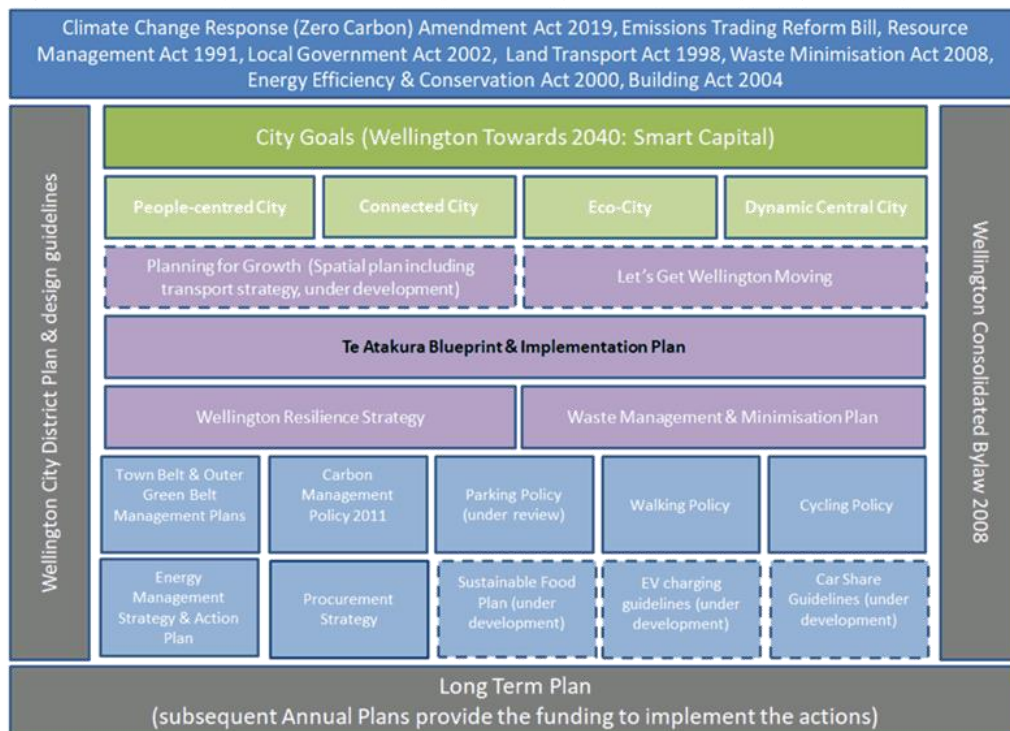 Climate Change Response (Zero Carbon) Amendment Act 2019, Emissions Trading Reform Bill, Resource
Management Act 1991, Local Government Act 2002, Land Transport Act 1998, Waste Minimisation Act 2008,
Energy Efficiency & Conservation Act 2000, Building Act 2004
Wellington City District Plan & design guidelines
City Goals (Wellington Towards 2040: Smart Capital)
People-centred City
Connected City
Eco-City
Dynamic Central City
Planning for Growth (Spatial plan including
transport strategy, under development)
Let's Get Wellington Moving
Te Atakura Blueprint & Implementation Plan
Wellington Resilience Strategy
Waste Management & Minimisation Plan
Town Belt & Outer
Green Belt
Management Plans
Carbon
Management
Policy 2011
Parking Policy
(under review)
Walking Policy
Cycling Policy
Energy
Management
Strategy & Action
Plan
Procurement
Strategy
Sustainable Food
Plan (under
development)
EV charging
guidelines (under
development)
Car Share
Guidelines (under
development)
Wellington Consolidated Bylaw 2008
Long Term Plan
(subsequent Annual Plans provide the funding to implement the actions)